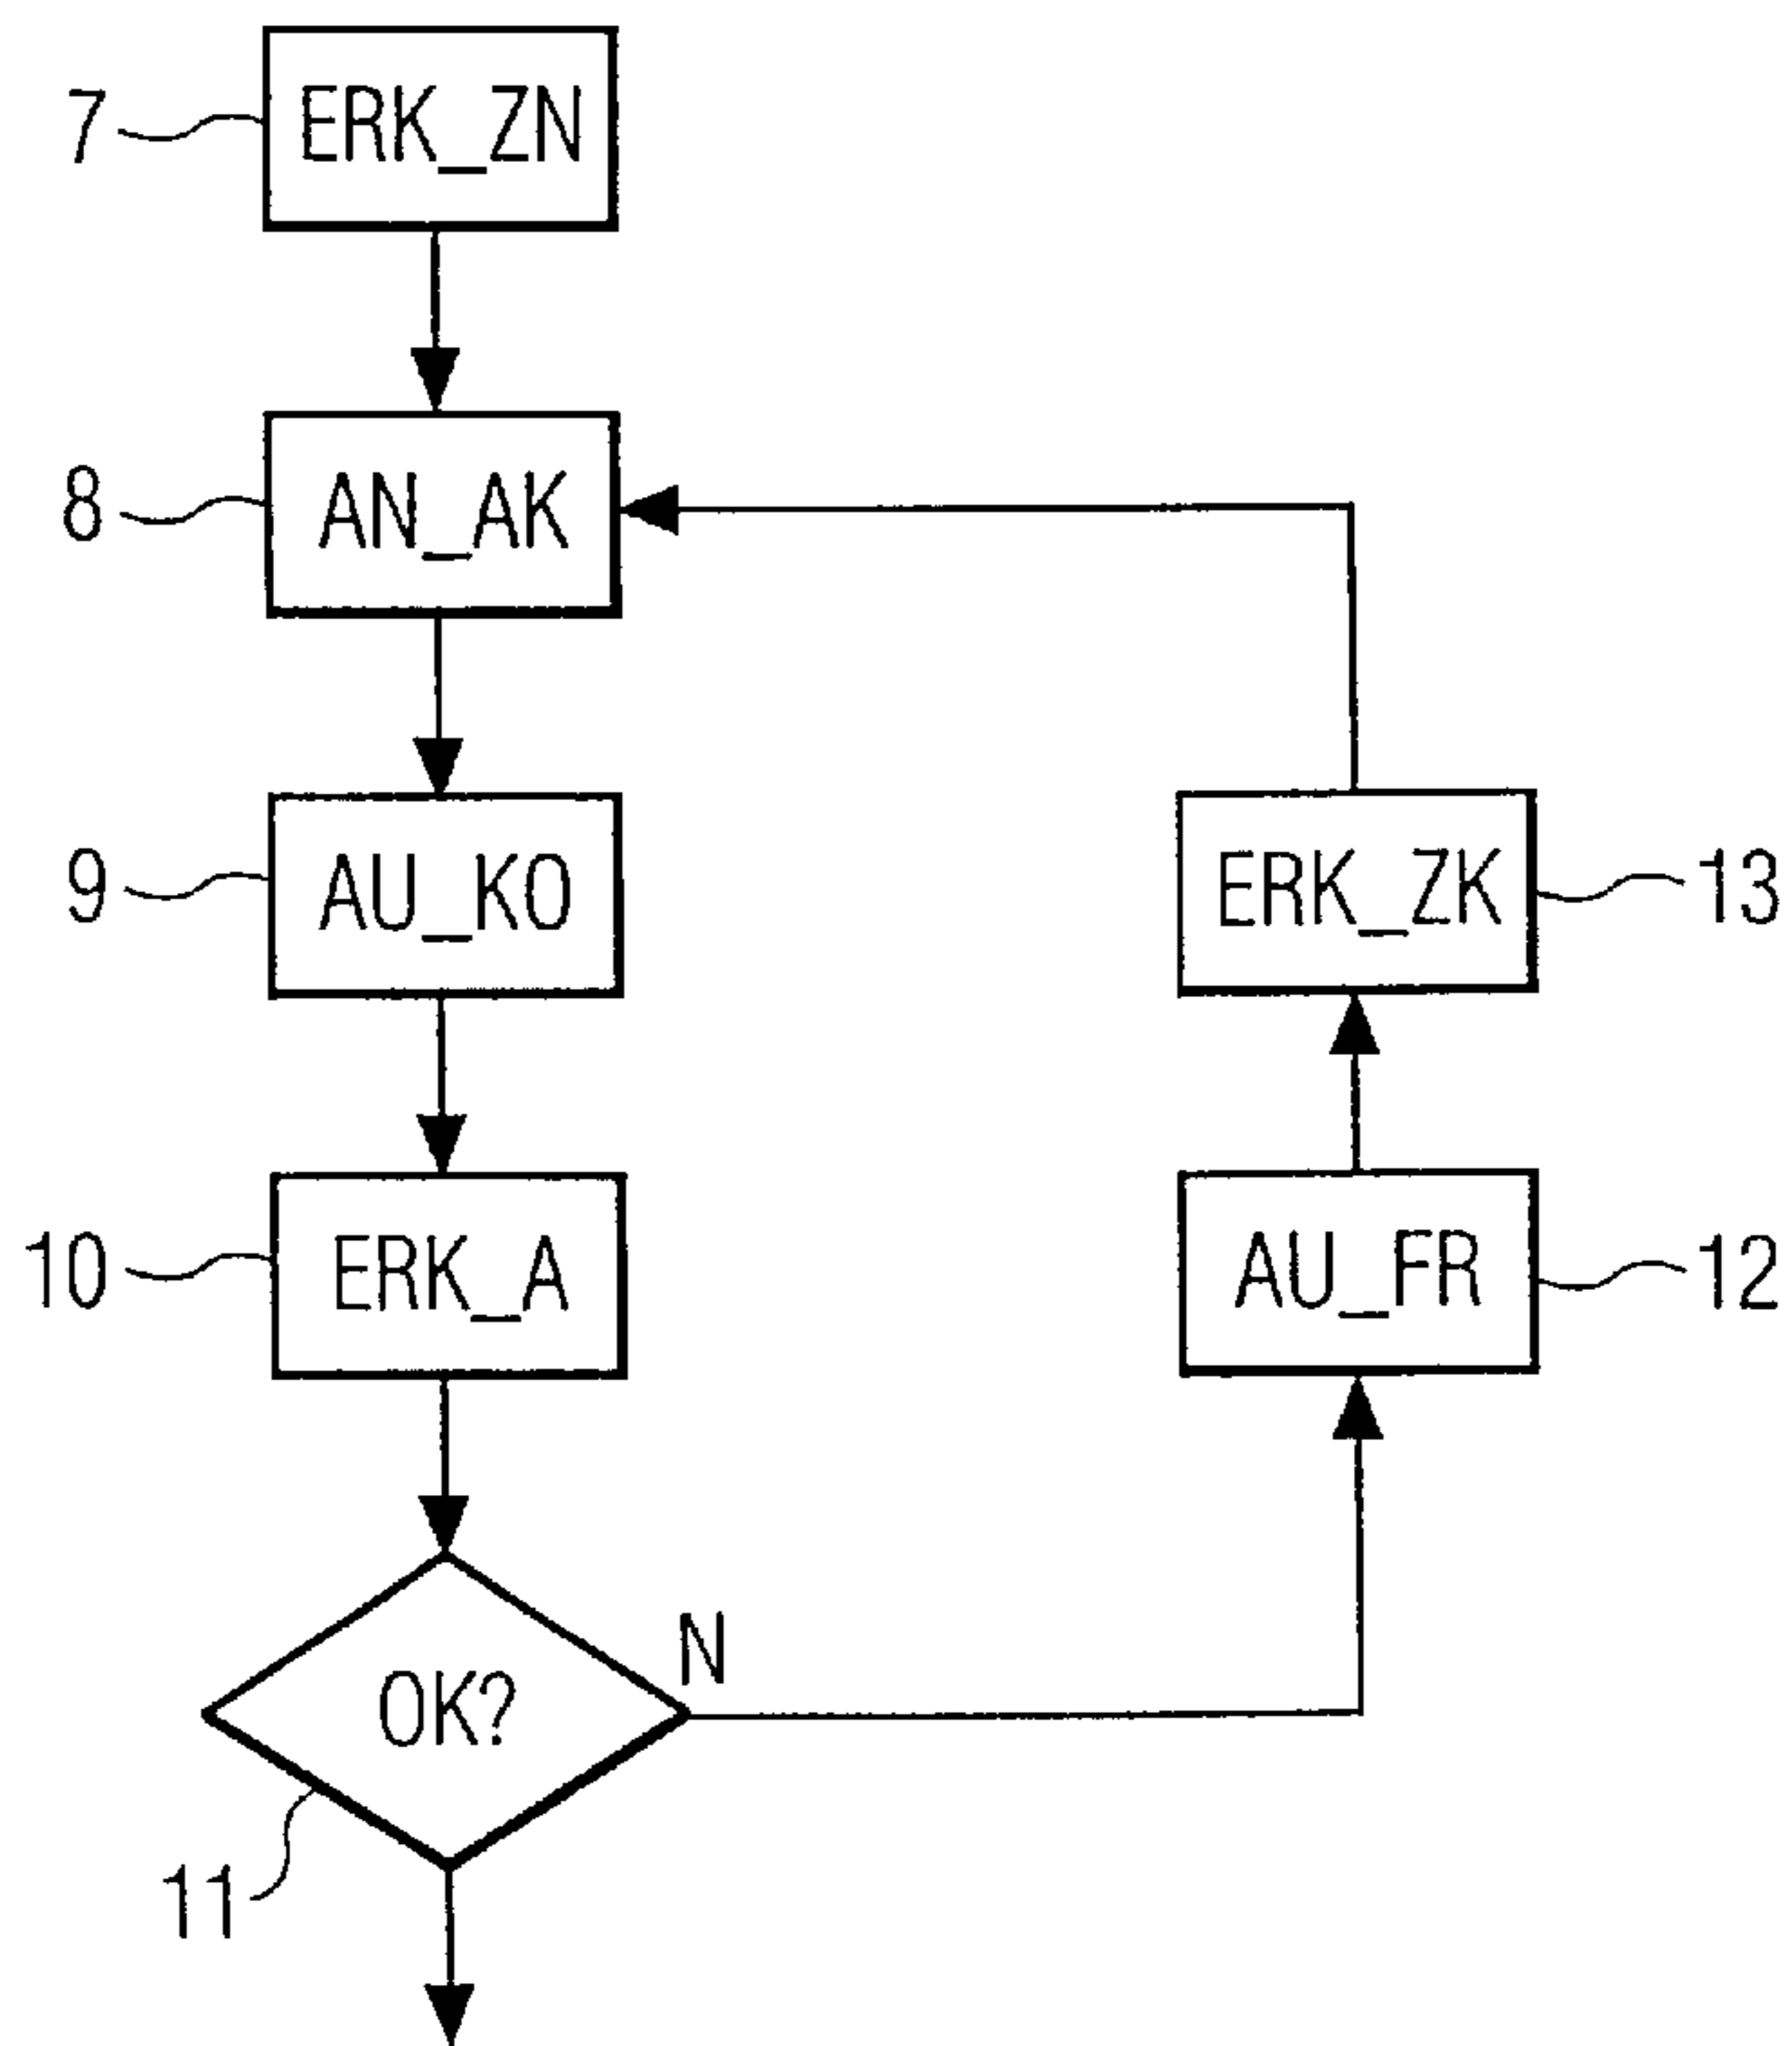 7 ERK_ZN
8 AN_AK
9 AU_KO
ERK_ZK 13
10 ERK_A
AU_FR 12
N
OK?
11